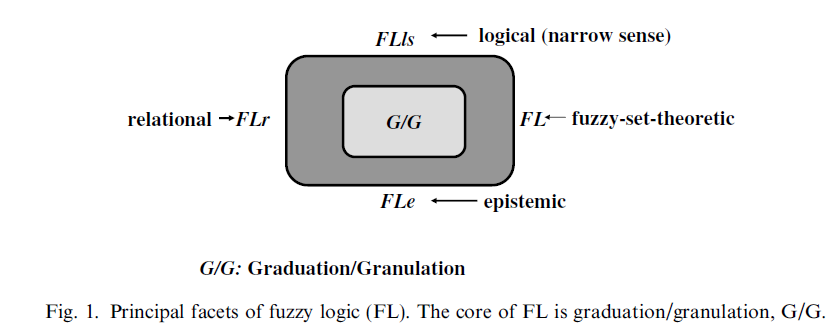 FLls ← logical (narrow sense)
relational →FLr
G/G
FL← fuzzy-set-theoretic
FLe ← epistemic
G/G: Graduation/Granulation
Fig. 1. Principal facets of fuzzy logic (FL). The core of FL is graduation/granulation, G/G.